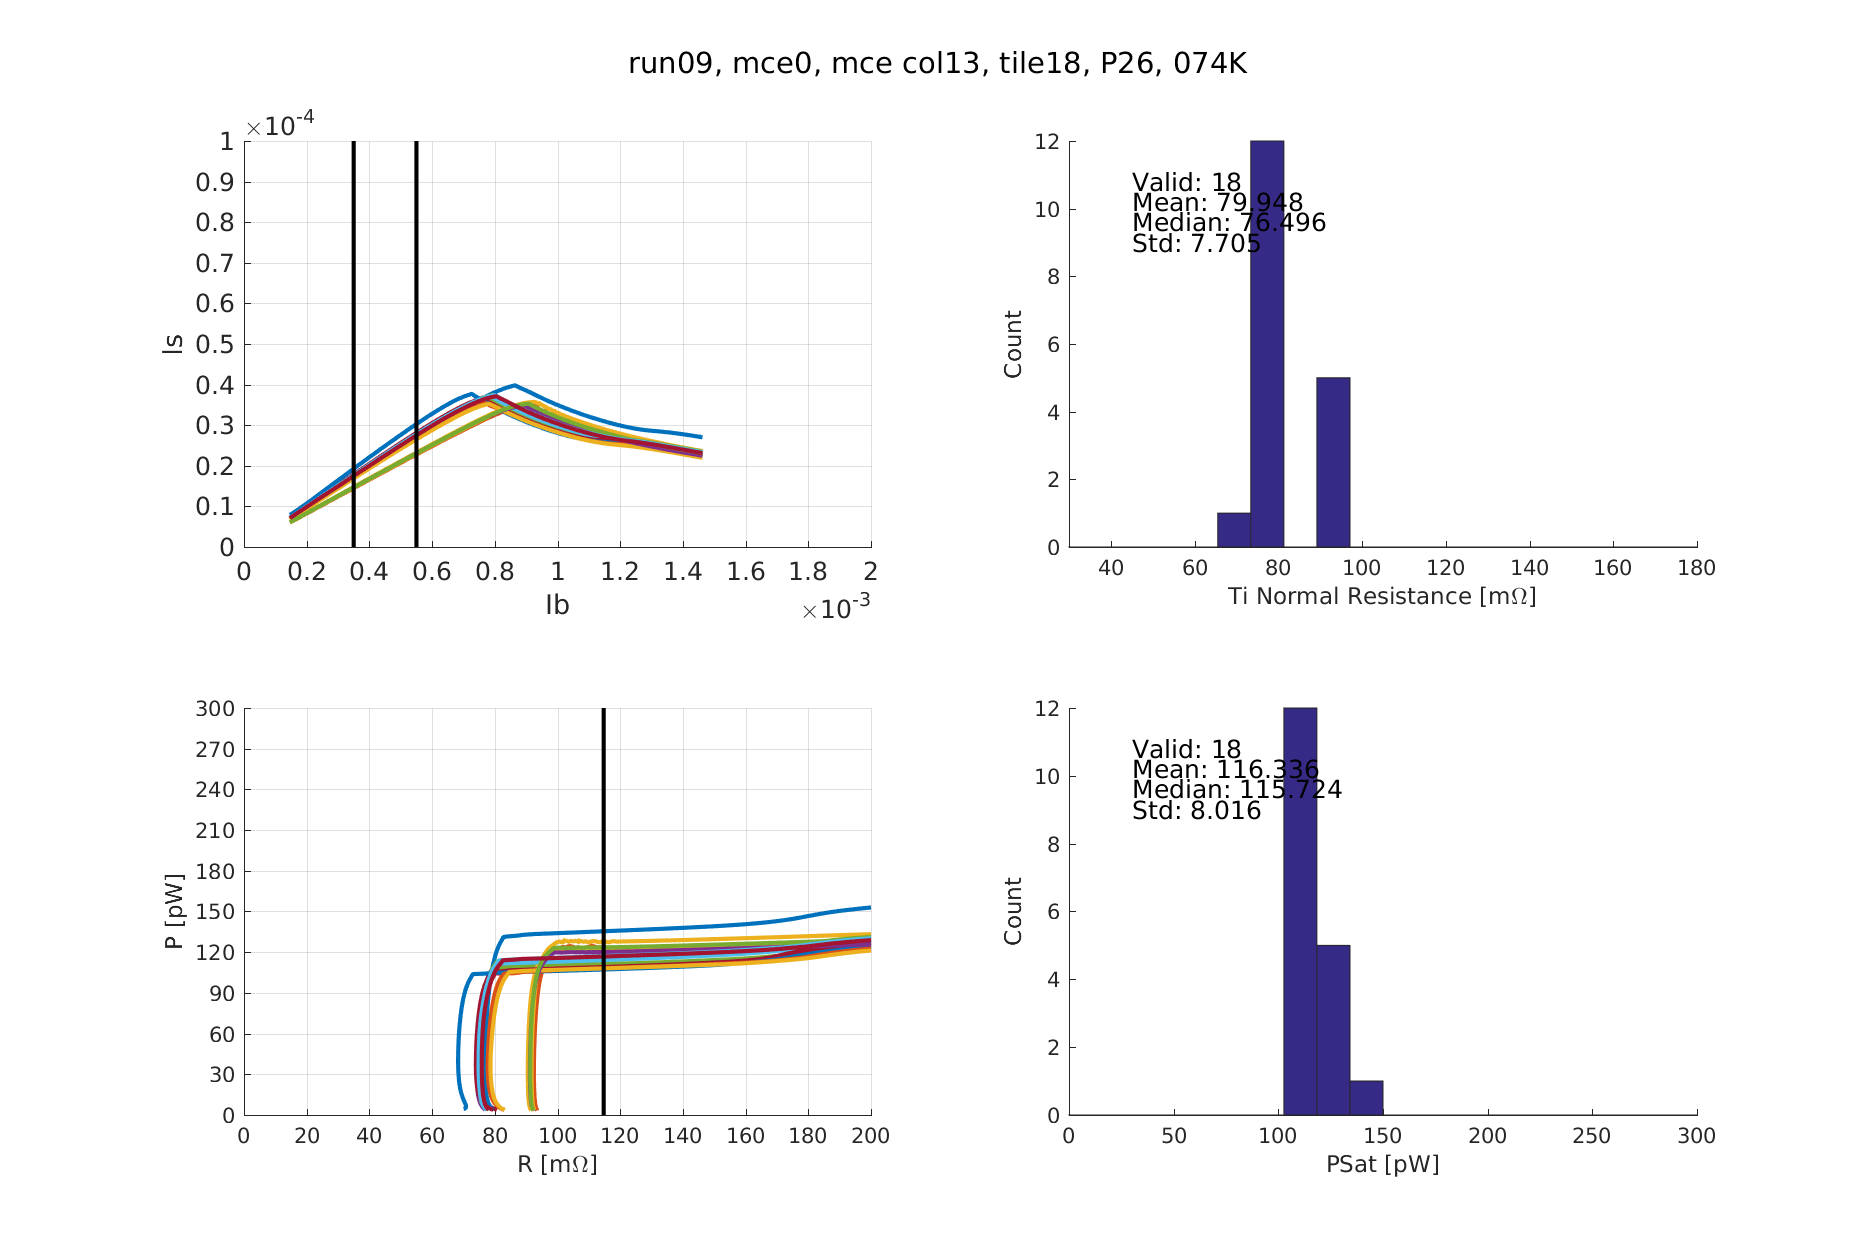 run09, mce0, mce col13, tile18, P26, 074K
×10-4
1
0.9
0.8
0.7
0.6
0.5
0.4
0.3
0.2
0.1
0
Is
0 0.2 0.4 0.6 0.8 1 1.2 1.4 1.6 1.8 2
Ib
×10-3
12
10
8
6
4
2
0
Count
Valid: 18
Mean: 79.948
Median: 76.496
Std: 7.705
40 60 80 100 120 140 160 180
Ti Normal Resistance [mΩ]
300
270
240
210
180
150
120
90
60
30
0
P [pW]
0 20 40 60 80 100 120 140 160 180 200
R [mΩ]
12
10
8
6
4
2
0
Count
Valid: 18
Mean: 116.336
Median: 115.724
Std: 8.016
0 50 100 150 200 250 300
PSat [pW]